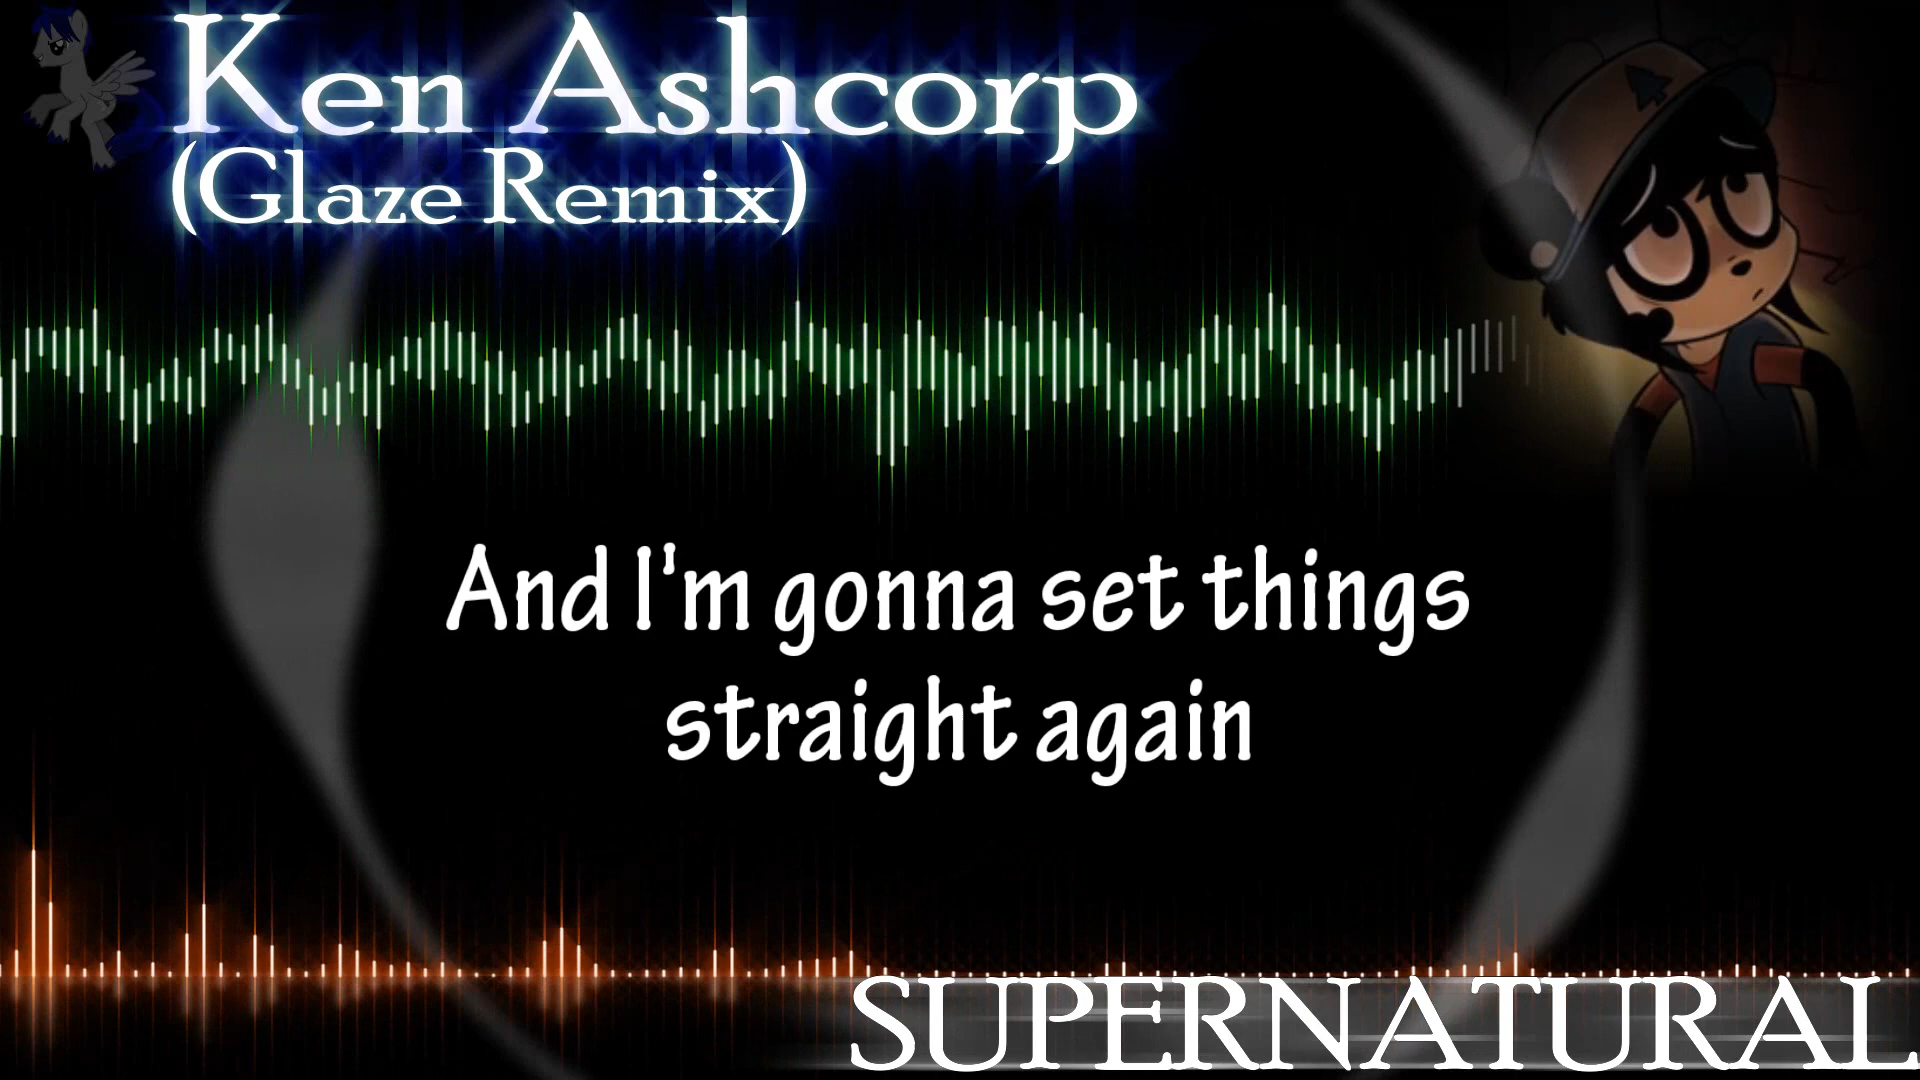 Ken Ashcorp
(Glaze Remix)
And I'm gonna set things
straight again
SUPERNATURAL